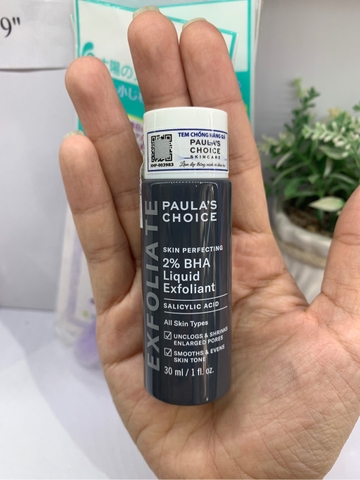 9"
TEM CHỐNG HÀNG GIẢ
PAULA'S
CHOICE
SKINCARE
PAULA'S
CHOICE
EXFOLIATE
SKIN PERFECTING
2% BHA
Liquid
Exfoliant
SALICYLIC ACID
All Skin Types
UNCLOGS & SHRINKS
ENLARGED PORES
SMOOTHS & EVENS
SKIN TONE
30 ml / 1 fl. oz.